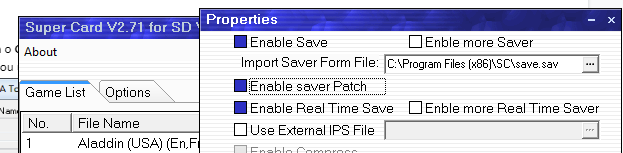 Super Card V2.71 for SD
Properties
About
Enable Save
Enble more Saver
Import Saver Form File:
C:\Program Files (x86)\SC\save.sav
...
Enable saver Patch
Game List
Options
Enable Real Time Save
Enble more Real Time Saver
No.
File Name
Use External IPS File
...
1
Aladdin (USA) (En,Fr
Enable Compress